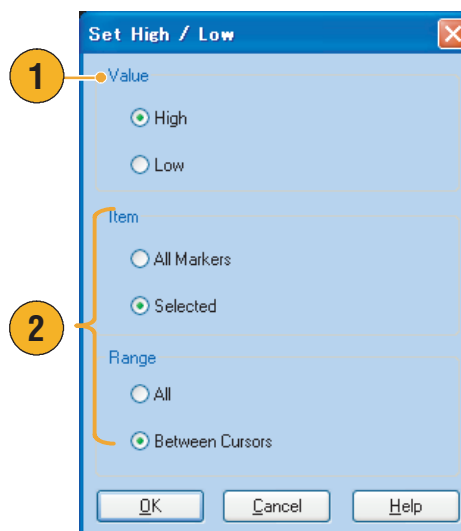 Set High / Low
1
Value
High
Low
Item
All Markers
Selected
2
Range
All
Between Cursors
OK Cancel Help